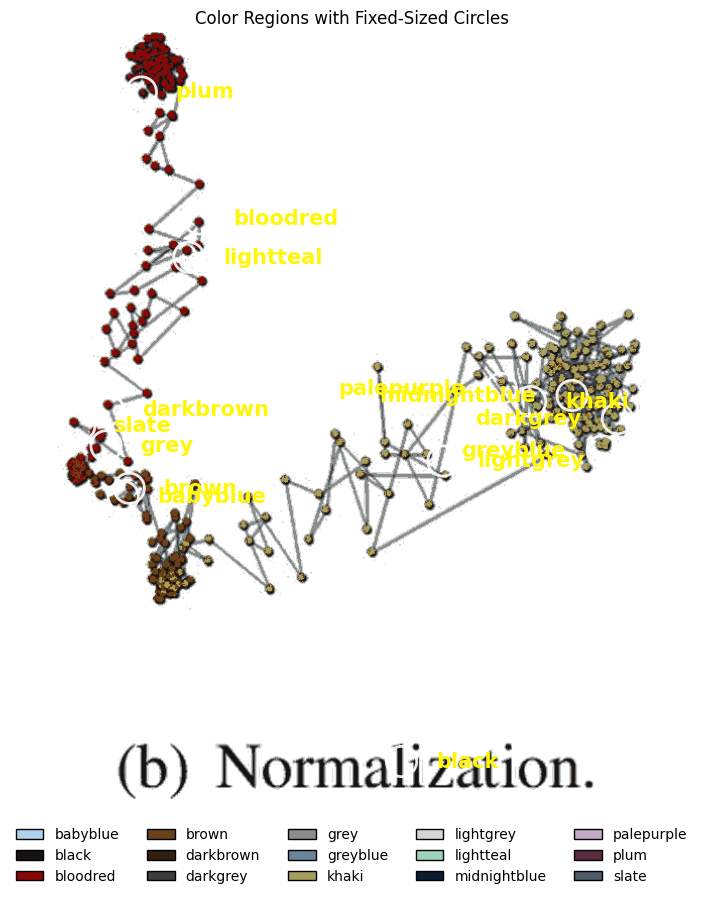 Color Regions with Fixed-Sized Circles
plum
bloodred
lightteal
palepurple
midnightblue
khaki
darkbrown
darkgrey
slate
grey
greyblue
lightgrey
brown
babyblue
black
(b) Normalization.
babyblue brown grey lightgrey palepurple
black darkbrown greyblue lightteal plum
bloodred darkgrey khaki midnightblue slate